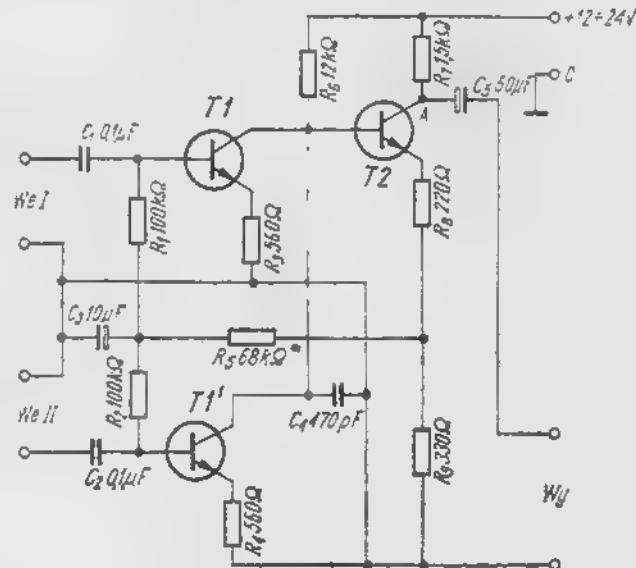 +12÷24V
R6 12kΩ
R7 1,5kΩ
C5 50μF
C
T1
A
C1 0,1μF
T2
We I
R1 100kΩ
R3 560Ω
R8 220Ω
C3 10μF
R5 68kΩ*
We II
R2 100kΩ
T1'
C4 470pF
R9 330Ω
C2 0,1μF
R4 560Ω
Wy